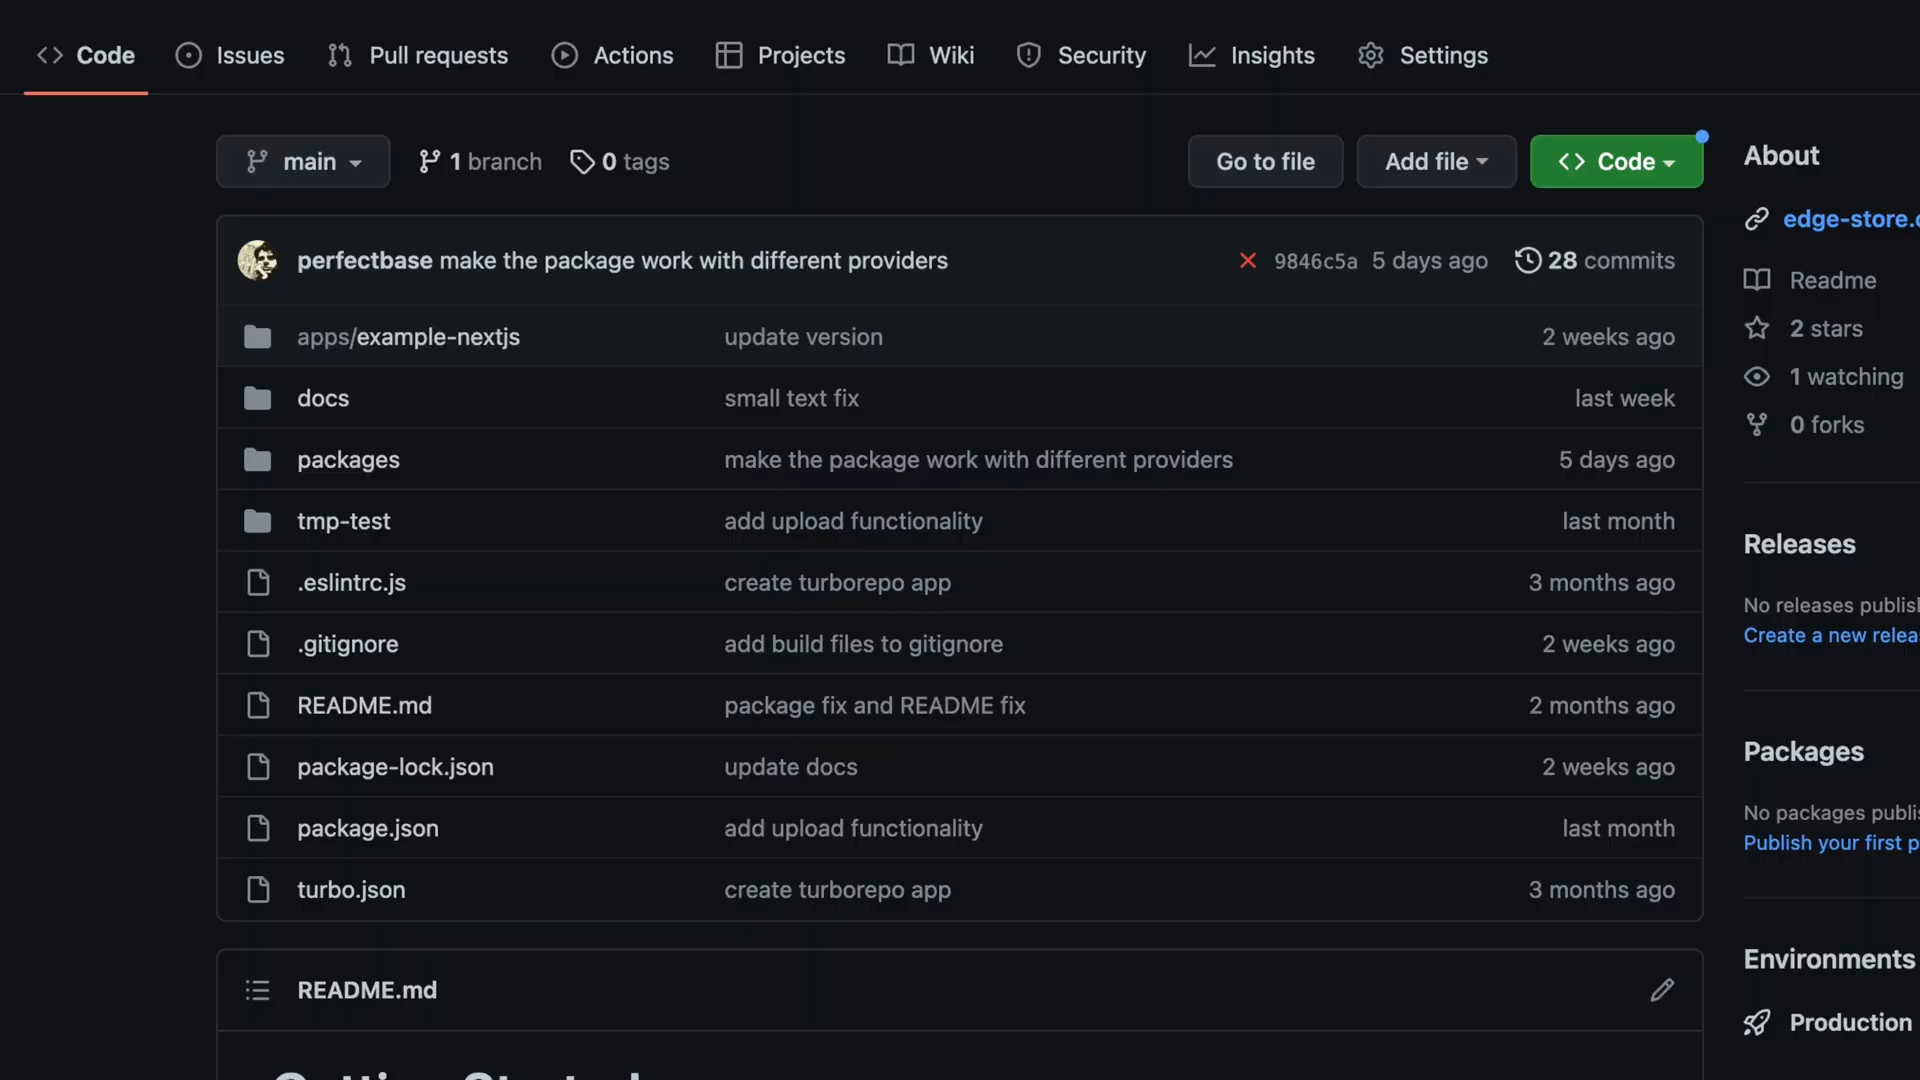 Code Issues Pull requests Actions Projects Wiki Security Insights Settings
main 1 branch 0 tags Go to file Add file Code
perfectbase make the package work with different providers 9846c5a 5 days ago 28 commits
apps/example-nextjs update version 2 weeks ago
docs small text fix last week
packages make the package work with different providers 5 days ago
tmp-test add upload functionality last month
.eslintrc.js create turborepo app 3 months ago
.gitignore add build files to gitignore 2 weeks ago
README.md package fix and README fix 2 months ago
package-lock.json update docs 2 weeks ago
package.json add upload functionality last month
turbo.json create turborepo app 3 months ago
README.md
About
edge-store.
Readme
2 stars
1 watching
0 forks
Releases
No releases publis
Create a new relea
Packages
No packages publis
Publish your first p
Environments
Production